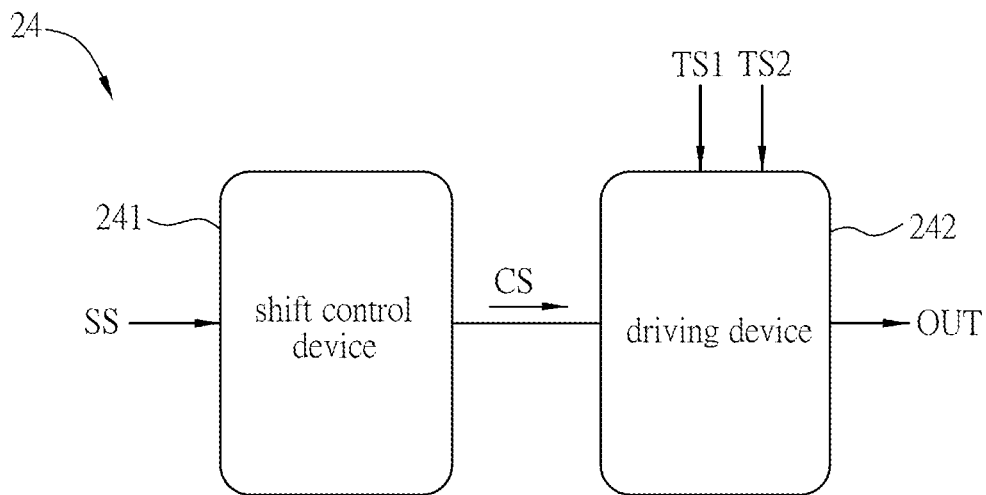 24
TS1 TS2
241
242
CS
SS
shift control
device
driving device
OUT